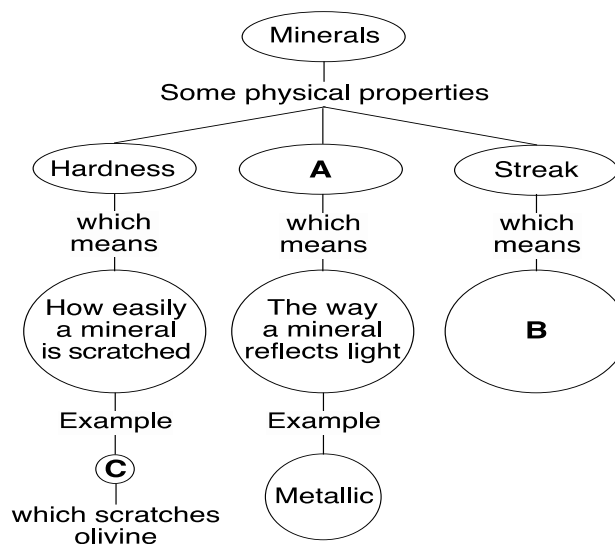 Minerals
Some physical properties
Hardness
A
Streak
which
means
which
means
which
means
How easily
a mineral
is scratched
The way
a mineral
reflects light
B
Example
Example
C
Metallic
which scratches
olivine